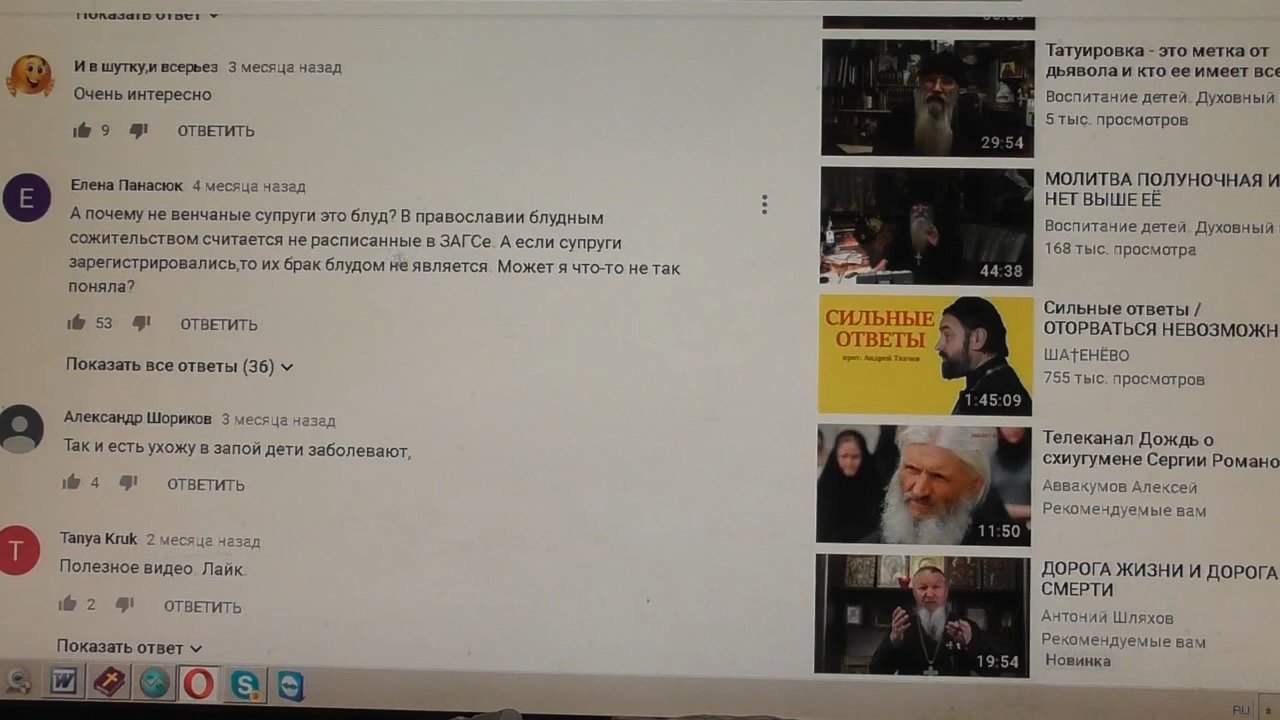 Показать ответ
И в шутку,и всерьез 3 месяца назад
Очень интересно
9 ОТВЕТИТЬ
Е
Елена Панасюк 4 месяца назад
А почему не венчаные супруги это блуд? В православии блудным
сожительством считается не расписанные в ЗАГСе. А если супруги
зарегистрировались,то их брак блудом не является. Может я что-то не так
поняла?
53 ОТВЕТИТЬ
Показать все ответы (36)
Александр Шориков 3 месяца назад
Так и есть ухожу в запой дети заболевают,
4 ОТВЕТИТЬ
T
Tanya Kruk 2 месяца назад
Полезное видео. Лайк.
2 ОТВЕТИТЬ
Показать ответ
29:54
Татуировка - это метка от
дьявола и кто ее имеет все
Воспитание детей. Духовный
5 тыс. просмотров
44:38
МОЛИТВА ПОЛУНОЧНАЯ И
НЕТ ВЫШЕ ЕЁ
Воспитание детей. Духовный
168 тыс. просмотра
СИЛЬНЫЕ
ОТВЕТЫ
прот. Андрей Ткачев
1:45:09
Сильные ответы /
ОТОРВАТЬСЯ НЕВОЗМОЖН
ША†ЕНЁВО
755 тыс. просмотров
11:50
Телеканал Дождь о
схиугумене Сергии Романо
Аввакумов Алексей
Рекомендуемые вам
19:54
ДОРОГА ЖИЗНИ И ДОРОГА
СМЕРТИ
Антоний Шляхов
Рекомендуемые вам
Новинка
W
S
RU